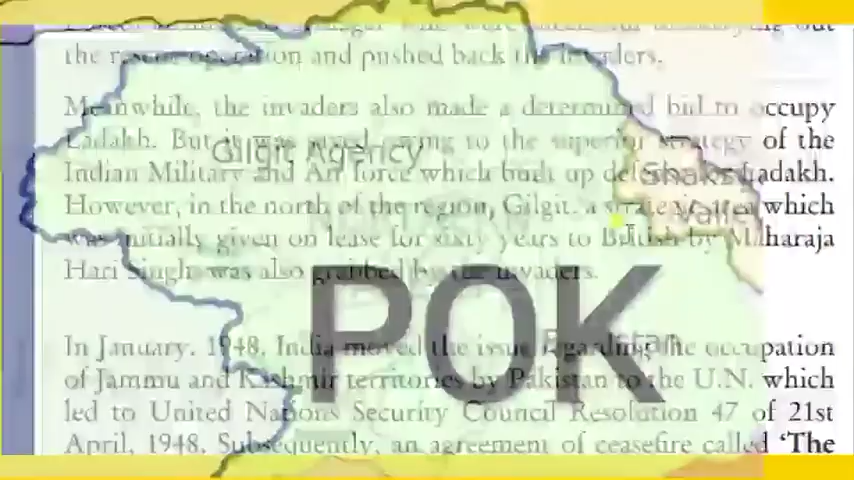 the rescue operation and pushed back the invaders.
Meanwhile, the invaders also made a determined bid to occupy
Ladakh. But it was saved owing to the superior strategy of the
Indian Military and Air force which built up defense for Ladakh.
However, in the north of the region, Gilgit, a strategic area which
was initially given on lease for sixty years to British by Maharaja
Hari Singh was also grabbed by the invaders.
In January, 1948, India moved the issue regarding the occupation
of Jammu and Kashmir territories by Pakistan to the U.N. which
led to United Nations Security Council Resolution 47 of 21st
April, 1948. Subsequently, an agreement of ceasefire called 'The
Gilgit Agency
POK